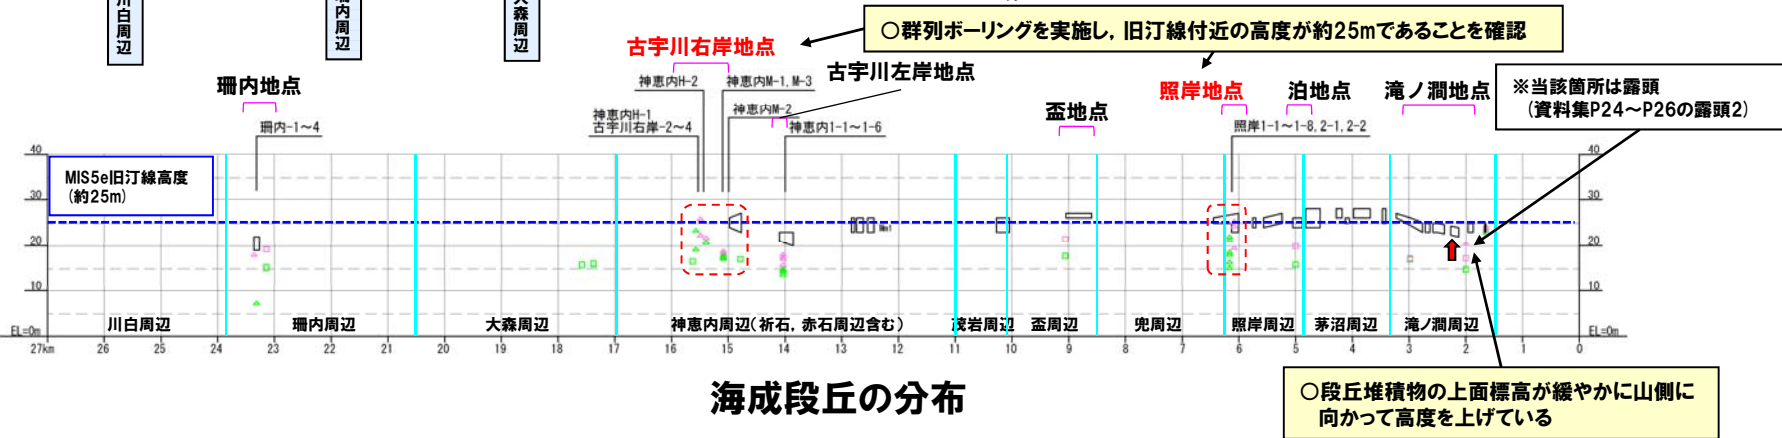 川白周辺
珊内周辺
大森周辺
○群列ボーリングを実施し，旧汀線付近の高度が約25mであることを確認
古宇川右岸地点
神恵内H-2
神恵内M-1, M-3
古宇川左岸地点
珊内地点
神恵内H-1
古宇川右岸-2～4
神恵内M-2
神恵内1-1～1-6
珊内-1～4
盃地点
照岸地点
泊地点
滝ノ澗地点
照岸1-1～1-8, 2-1, 2-2
※当該箇所は露頭
（資料集P24～P26の露頭2）
MIS5e旧汀線高度
（約25m）
40
30
20
10
EL=0m
40
30
20
10
EL=0m
川白周辺
珊内周辺
大森周辺
神恵内周辺（祈石，赤石周辺含む）
茂岩周辺
盃周辺
兜周辺
照岸周辺
茅沼周辺
滝ノ澗周辺
27km 26 25 24 23 22 21 20 19 18 17 16 15 14 13 12 11 10 9 8 7 6 5 4 3 2 1 0
海成段丘の分布
○段丘堆積物の上面標高が緩やかに山側に
向かって高度を上げている